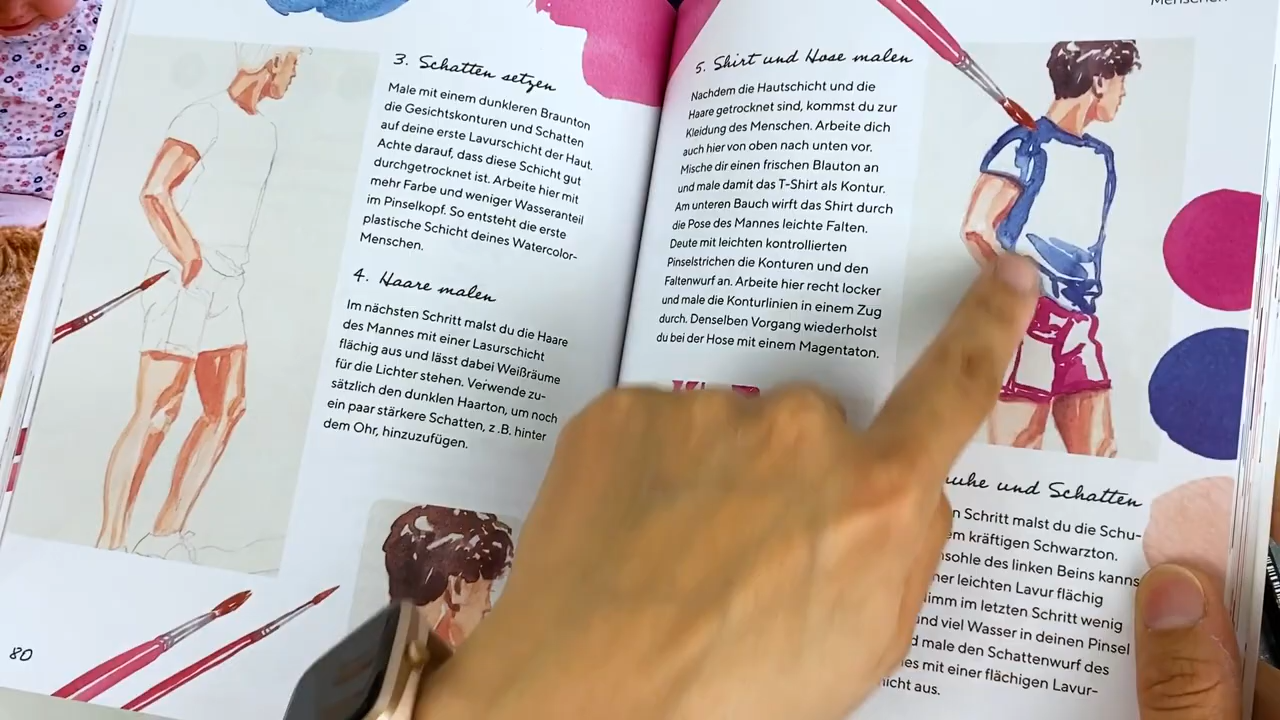 Menschen
3. Schatten setzen
Male mit einem dunkleren Braunton
die Gesichtskonturen und Schatten
auf deine erste Lavurschicht der Haut.
Achte darauf, dass diese Schicht gut
durchgetrocknet ist. Arbeite hier mit
mehr Farbe und weniger Wasseranteil
im Pinselkopf. So entsteht die erste
plastische Schicht deines Watercolor-
Menschen.
4. Haare malen
Im nächsten Schritt malst du die Haare
des Mannes mit einer Lasurschicht
flächig aus und lässt dabei Weißräume
für die Lichter stehen. Verwende zu-
sätzlich den dunklen Haarton, um noch
ein paar stärkere Schatten, z.B. hinter
dem Ohr, hinzuzufügen.
80
5. Shirt und Hose malen
Nachdem die Hautschicht und die
Haare getrocknet sind, kommst du zur
Kleidung des Menschen. Arbeite dich
auch hier von oben nach unten vor.
Mische dir einen frischen Blauton an
und male damit das T-Shirt als Kontur.
Am unteren Bauch wirft das Shirt durch
die Pose des Mannes leichte Falten.
Deute mit leichten kontrollierten
Pinselstrichen die Konturen und den
Faltenwurf an. Arbeite hier recht locker
und male die Konturlinien in einem Zug
durch. Denselben Vorgang wiederholst
du bei der Hose mit einem Magentaton.
und Schatten
Schritt malst du die Schu-
kräftigen Schwarzton.
des linken Beins kanns
leichten Lavur flächig
im letzten Schritt wenig
und viel Wasser in deinen Pinsel
male den Schattenwurf des
mit einer flächigen Lavur-
aus.